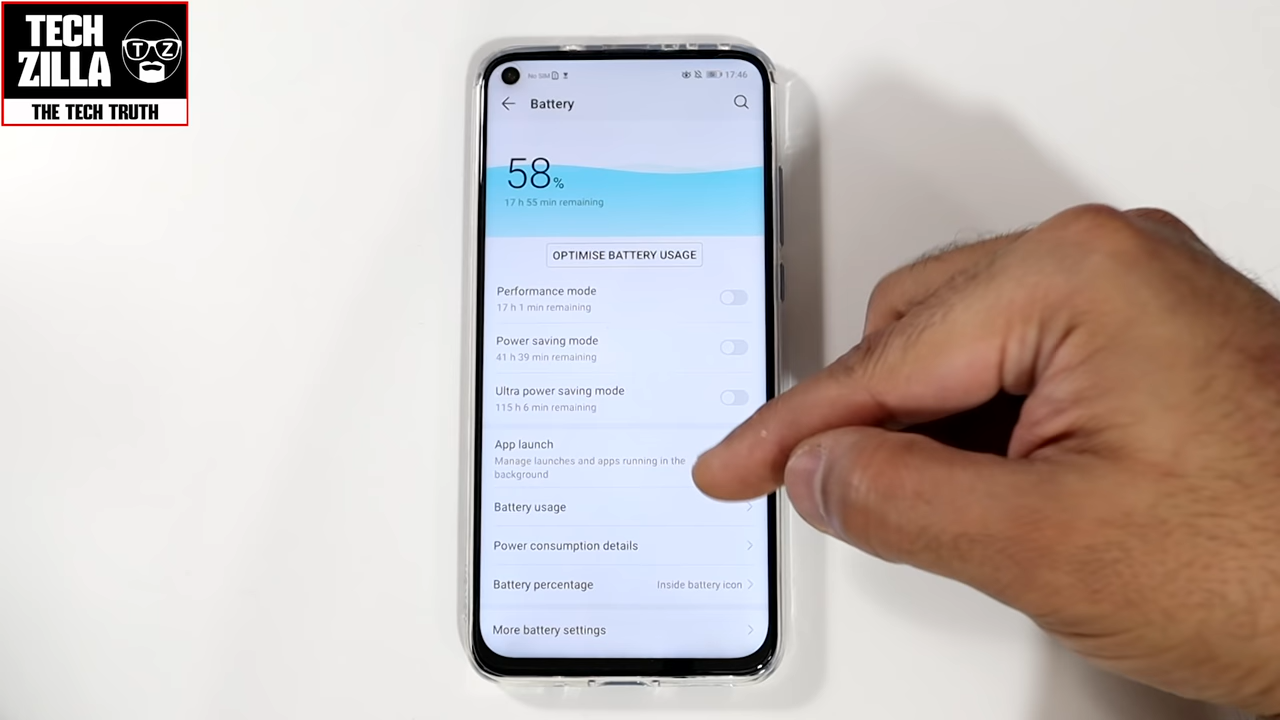 TECH
ZILLA
T Z
THE TECH TRUTH
No SIM
17:46
Battery
58%
17 h 55 min remaining
OPTIMISE BATTERY USAGE
Performance mode
17 h 1 min remaining
Power saving mode
41 h 39 min remaining
Ultra power saving mode
115 h 6 min remaining
App launch
Manage launches and apps running in the
background
Battery usage
Power consumption details
Battery percentage Inside battery icon
More battery settings